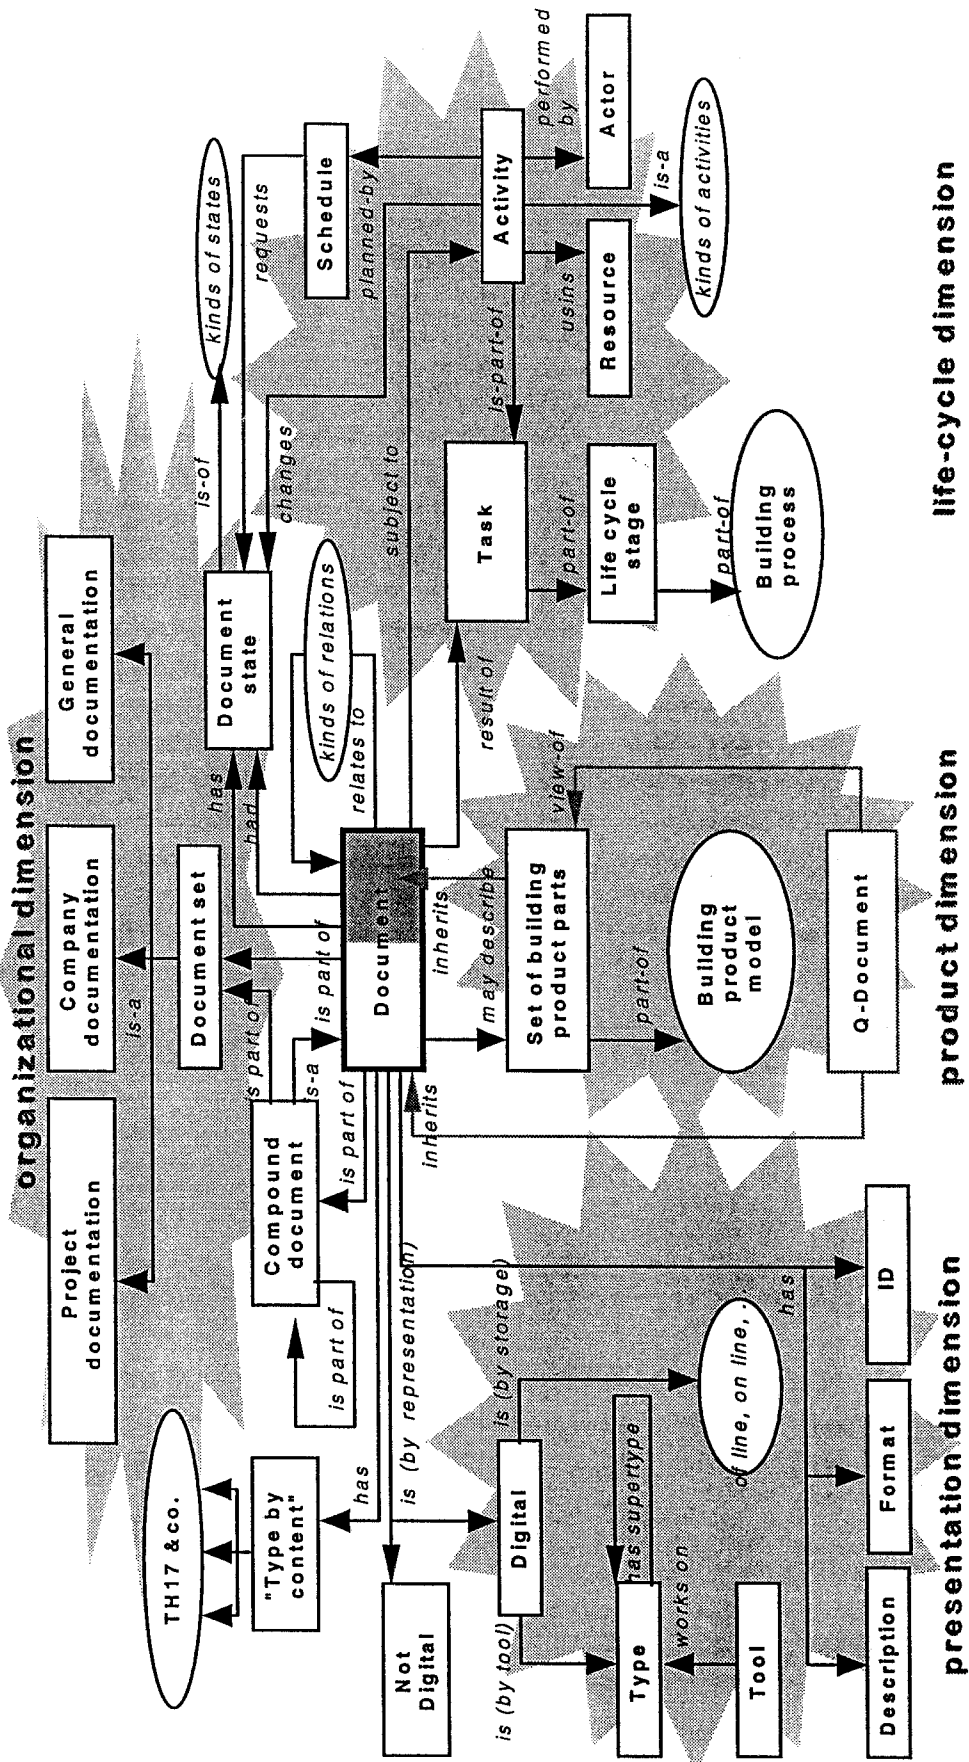 organizational dimension
Project
documentation
Company
documentation
General
documentation
is-a
TH17 & co.
"Type by
content"
has
Compound
document
is part of
is-a
is part of
is part of
Document set
is part of
has
had
Document
state
is-of
kinds of states
requests
changes
Schedule
planned-by
kinds of relations
relates to
subject to
Document
inherits
inherits
may describe
result of
is (by representation)
Not
Digital
Digital
is (by tool)
is (by storage)
Type
has supertype
works on
Tool
of line, on line, ..
has
Description
Format
ID
Set of building
product parts
view-of
part-of
Building
product
model
Q-Document
Task
is-part-of
part-of
Life cycle
stage
part-of
Building
process
Activity
performed
by
Actor
usins
Resource
is-a
kinds of activities
presentation dimension
product dimension
life-cycle dimension